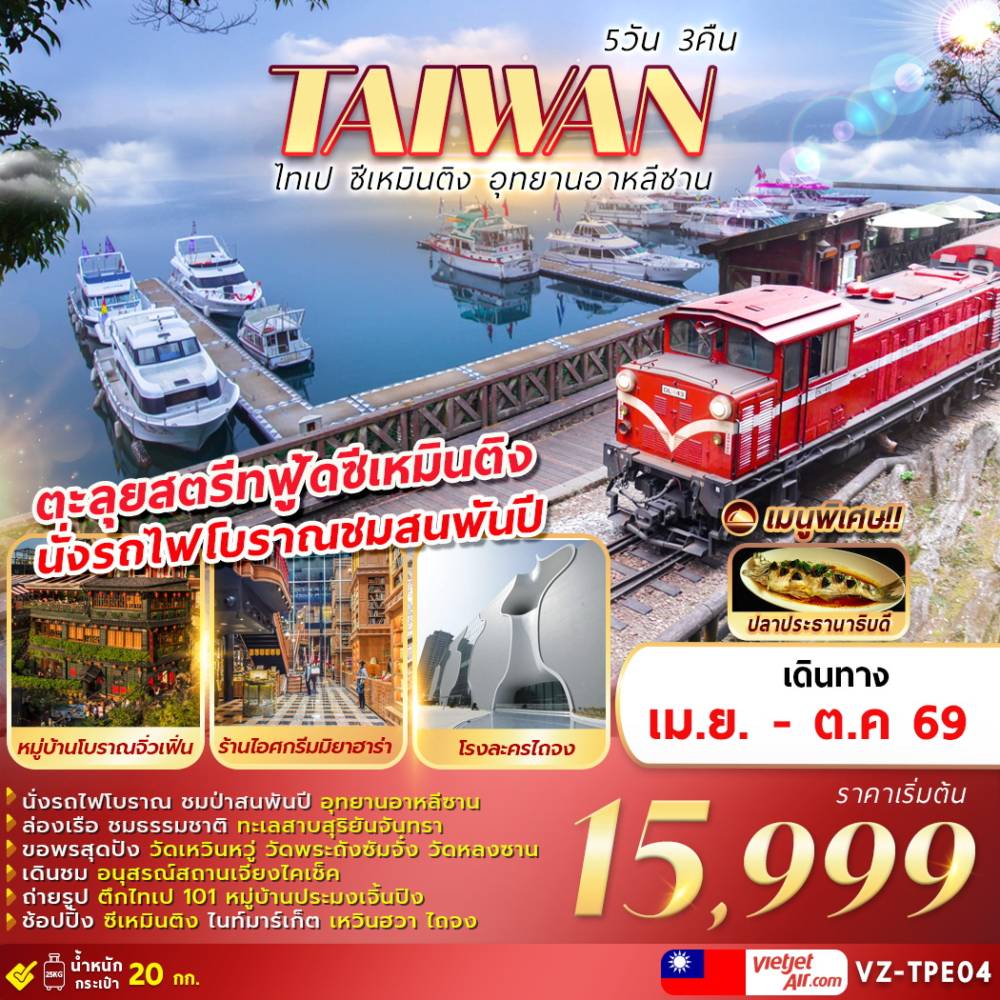 5วัน 3คืน
TAIWAN
ไทเป ซีเหมินติง อุทยานอาหลีซาน
DL-43
ตะลุยสตรีทฟู้ดซีเหมินติง
นั่งรถไฟโบราณชมสนพันปี
เมนูพิเศษ!!
ปลาประธานาธิบดี
หมู่บ้านโบราณจิ่วเฟิ่น
ร้านไอศกรีมมิยาฮาร่า
โรงละครไถจง
เดินทาง
เม.ย. - ต.ค 69
ราคาเริ่มต้น
15,999
นั่งรถไฟโบราณ ชมป่าสนพันปี อุทยานอาหลีซาน
ล่องเรือ ชมธรรมชาติ ทะเลสาบสุริยันจันทรา
ขอพรสุดปัง วัดเหวินหวู่ วัดพระถังซัมจั๋ง วัดหลงซาน
เดินชม อนุสรณ์สถานเจียงไคเช็ค
ถ่ายรูป ตึกไทเป 101 หมู่บ้านประมงเจิ้นปิง
ช้อปปิ้ง ซีเหมินติง ไนท์มาร์เก็ต เหวินฮวา ไถจง
25KG
น้ำหนัก
กระเป๋า 20 กก.
vietjet
Air.com
VZ-TPE04